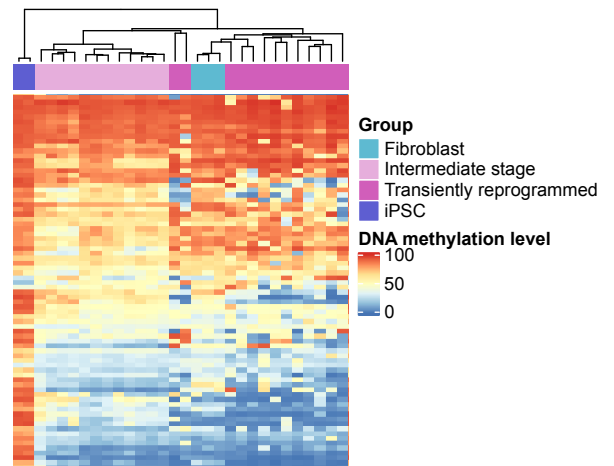 Group
Fibroblast
Intermediate stage
Transiently reprogrammed
iPSC
DNA methylation level
100
50
0